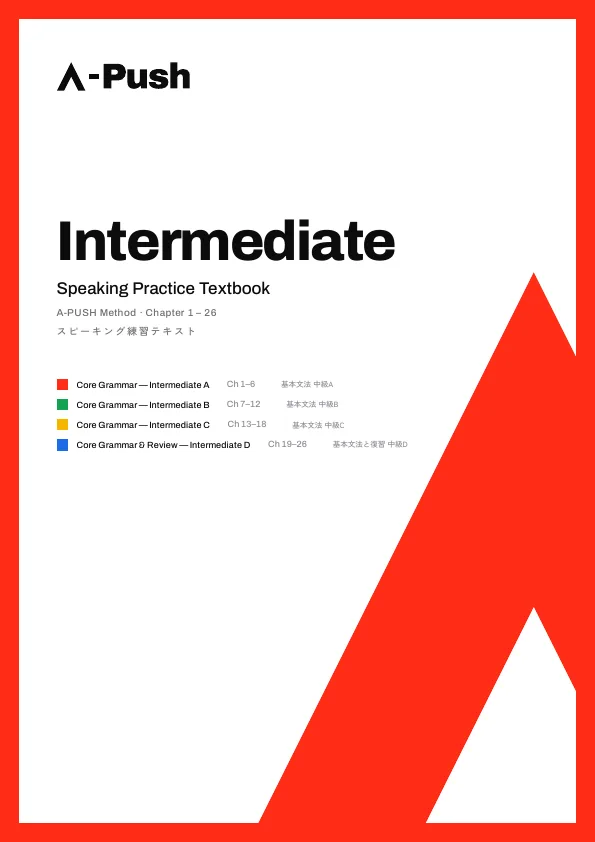 A-Push
Intermediate
Speaking Practice Textbook
A-PUSH Method · Chapter 1 – 26
スピーキング練習テキスト
Core Grammar — Intermediate A Ch 1–6 基本文法 中級A
Core Grammar — Intermediate B Ch 7–12 基本文法 中級B
Core Grammar — Intermediate C Ch 13–18 基本文法 中級C
Core Grammar & Review — Intermediate D Ch 19–26 基本文法と復習 中級D